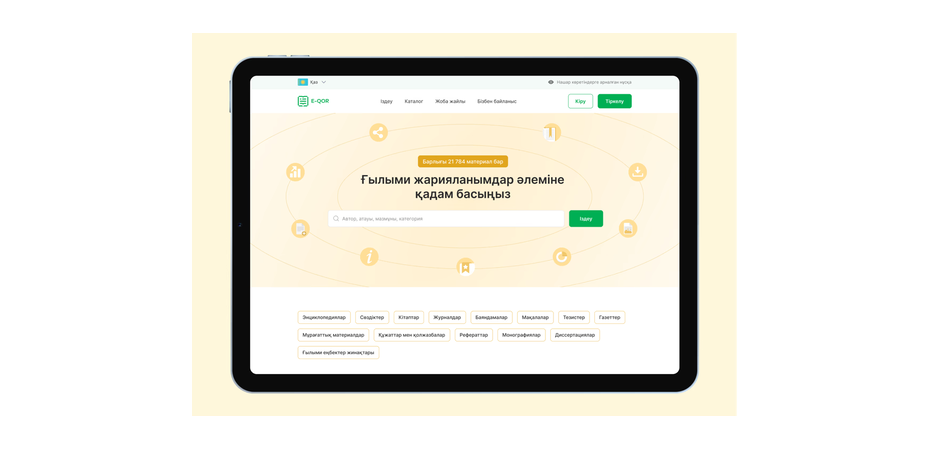 Қаз
Нашар көретіндерге арналған нұсқа
E-QOR
Іздеу Каталог Жоба жайлы Бізбен байланыс
Кіру Тіркелу
Барлығы 21 794 материал бар
Ғылыми жарияланымдар әлеміне
қадам басыңыз
Автор, атауы, мазмұны, категория
Іздеу
Энциклопедиялар Сөздіктер Кітаптар Журналдар Баяндамалар Мақалалар Тезистер Газеттер
Мұрағаттық материалдар Құжаттар мен қолжазбалар Рефераттар Монографиялар Диссертациялар
Ғылыми еңбектер жинақтары